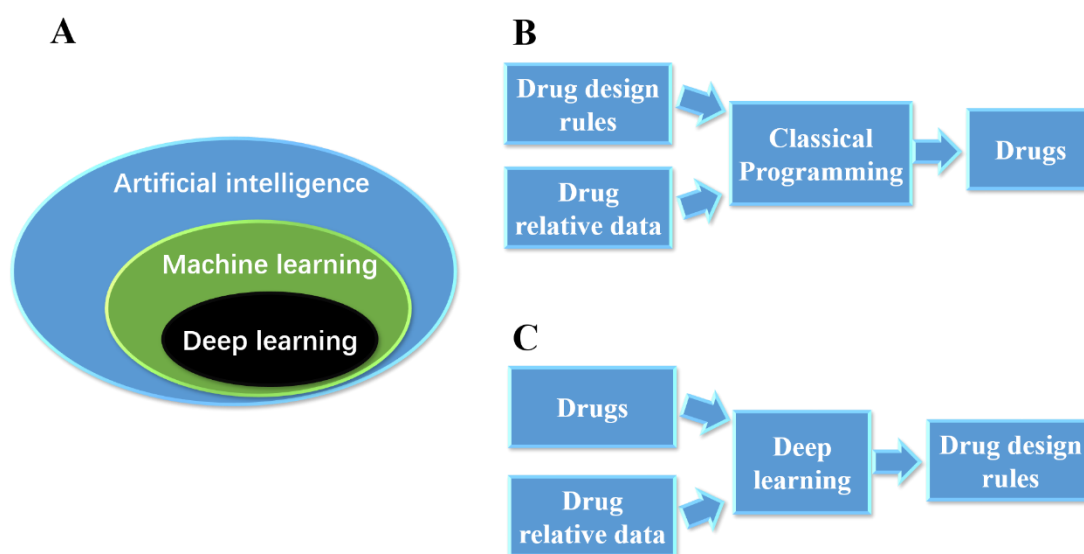 A
Artificial intelligence
Machine learning
Deep learning
B
Drug design
rules
Drug
relative data
Classical
Programming
Drugs
C
Drugs
Drug
relative data
Deep
learning
Drug design
rules